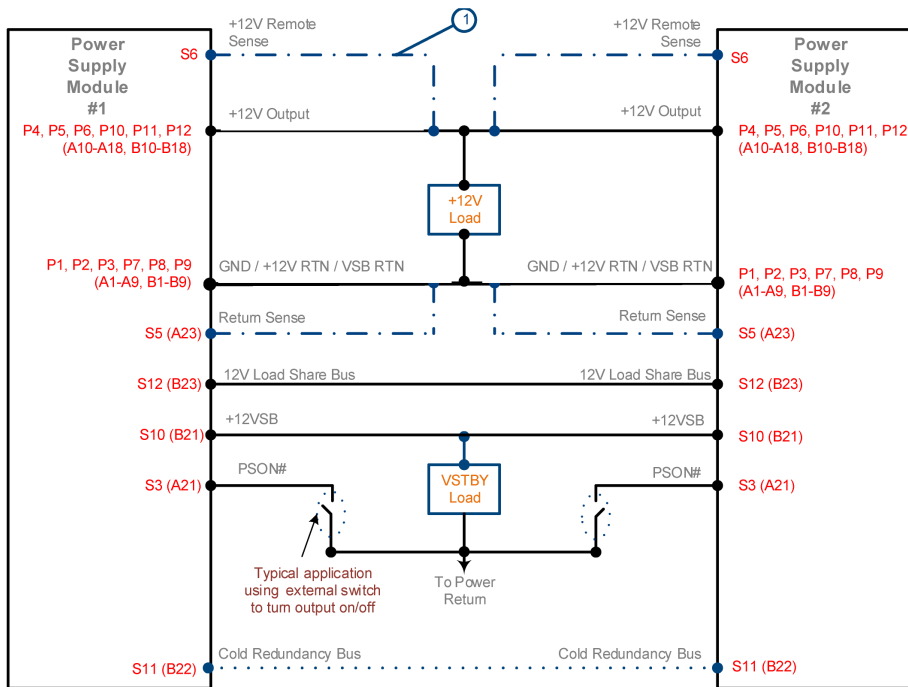 +12V Remote
Sense
1
+12V Remote
Sense
Power
Supply
Module
#1
S6
S6
Power
Supply
Module
#2
+12V Output
+12V Output
P4, P5, P6, P10, P11, P12
(A10-A18, B10-B18)
P4, P5, P6, P10, P11, P12
(A10-A18, B10-B18)
+12V
Load
P1, P2, P3, P7, P8, P9
(A1-A9, B1-B9)
GND / +12V RTN / VSB RTN
GND / +12V RTN / VSB RTN
P1, P2, P3, P7, P8, P9
(A1-A9, B1-B9)
Return Sense
Return Sense
S5 (A23)
S5 (A23)
12V Load Share Bus
12V Load Share Bus
S12 (B23)
S12 (B23)
+12VSB
+12VSB
S10 (B21)
S10 (B21)
PSON#
PSON#
S3 (A21)
S3 (A21)
VSTBY
Load
Typical application
using external switch
to turn output on/off
To Power
Return
Cold Redundancy Bus
Cold Redundancy Bus
S11 (B22)
S11 (B22)